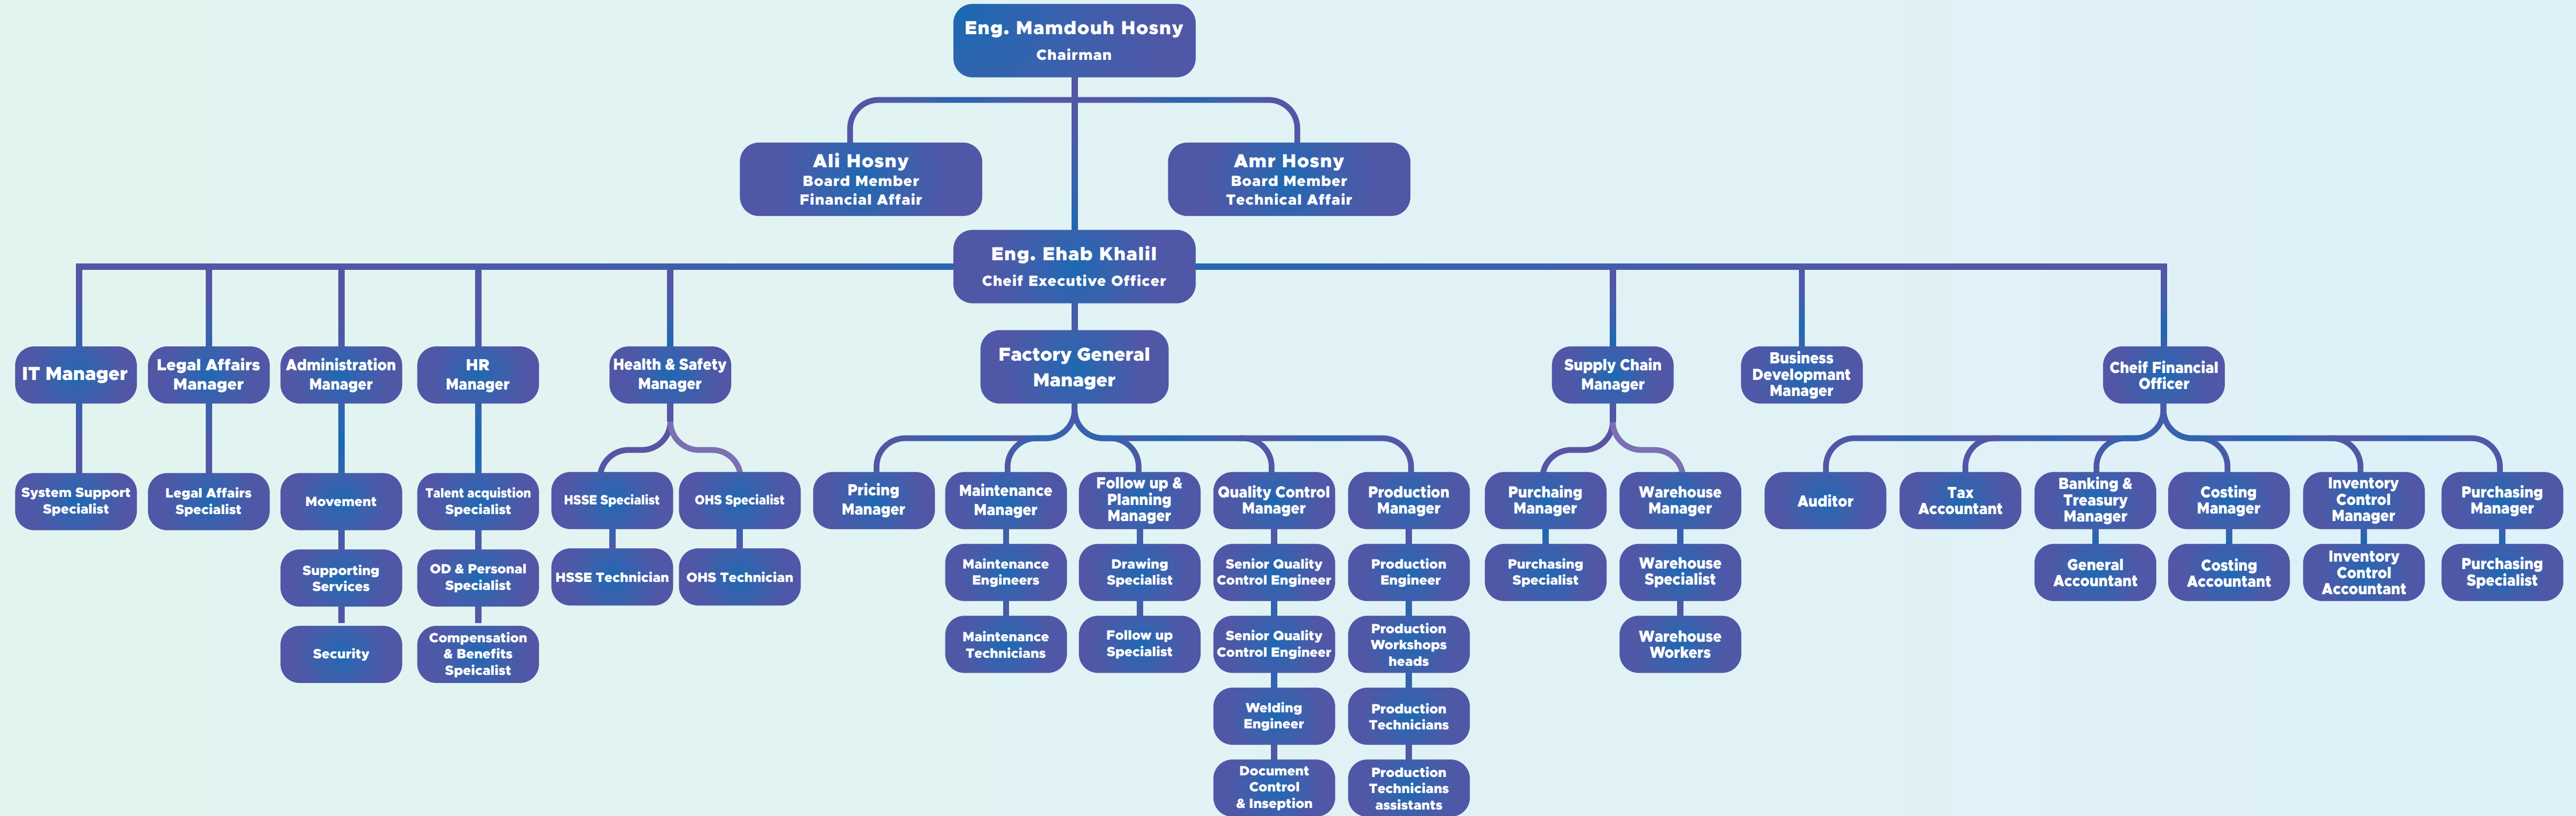 Eng. Mamdouh Hosny
Chairman
Ali Hosny
Board Member
Financial Affair
Amr Hosny
Board Member
Technical Affair
Eng. Ehab Khalil
Cheif Executive Officer
IT Manager
Legal Affairs
Manager
Administration
Manager
HR
Manager
Health & Safety
Manager
Factory General
Manager
Supply Chain
Manager
Business
Development
Manager
Cheif Financial
Officer
System Support
Specialist
Legal Affairs
Specialist
Movement
Supporting
Services
Security
Talent acquistion
Specialist
OD & Personal
Specialist
Compensation
& Benefits
Speicalist
HSSE Specialist
HSSE Technician
OHS Specialist
OHS Technician
Pricing
Manager
Maintenance
Manager
Maintenance
Engineers
Maintenance
Technicians
Follow up &
Planning
Manager
Drawing
Specialist
Follow up
Specialist
Quality Control
Manager
Senior Quality
Control Engineer
Senior Quality
Control Engineer
Welding
Engineer
Document
Control
& Inseption
Production
Manager
Production
Engineer
Production
Workshops
heads
Production
Technicians
Production
Technicians
assistants
Purchaing
Manager
Purchasing
Specialist
Warehouse
Manager
Warehouse
Specialist
Warehouse
Workers
Auditor
Tax
Accountant
Banking &
Treasury
Manager
General
Accountant
Costing
Manager
Costing
Accountant
Inventory
Control
Manager
Inventory
Control
Accountant
Purchasing
Manager
Purchasing
Specialist